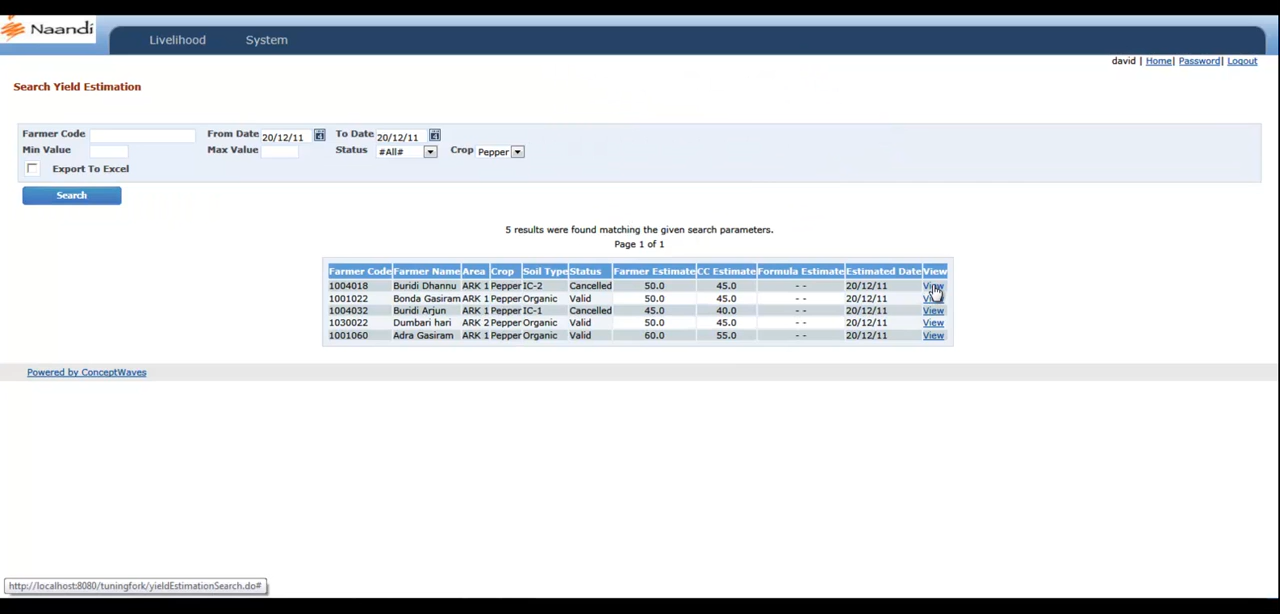 Naandi
Livelihood System
david | Home| Password| Logout
Search Yield Estimation
Farmer Code From Date 20/12/11 To Date 20/12/11
Min Value Max Value Status #All# Crop Pepper
Export To Excel
Search
5 results were found matching the given search parameters.
Page 1 of 1
Farmer Code Farmer Name Area Crop Soil Type Status Farmer Estimate CC Estimate Formula Estimate Estimated Date View
1004018 Buridi Dhannu ARK 1 Pepper IC-2 Cancelled 50.0 45.0 - - 20/12/11 View
1001022 Bonda Gasiram ARK 1 Pepper Organic Valid 50.0 45.0 - - 20/12/11 View
1004032 Buridi Arjun ARK 1 Pepper IC-1 Cancelled 45.0 40.0 - - 20/12/11 View
1030022 Dumbari hari ARK 2 Pepper Organic Valid 50.0 45.0 - - 20/12/11 View
1001060 Adra Gasiram ARK 1 Pepper Organic Valid 60.0 55.0 - - 20/12/11 View
Powered by ConceptWaves
http://localhost:8080/tuningfork/yieldEstimationSearch.do#